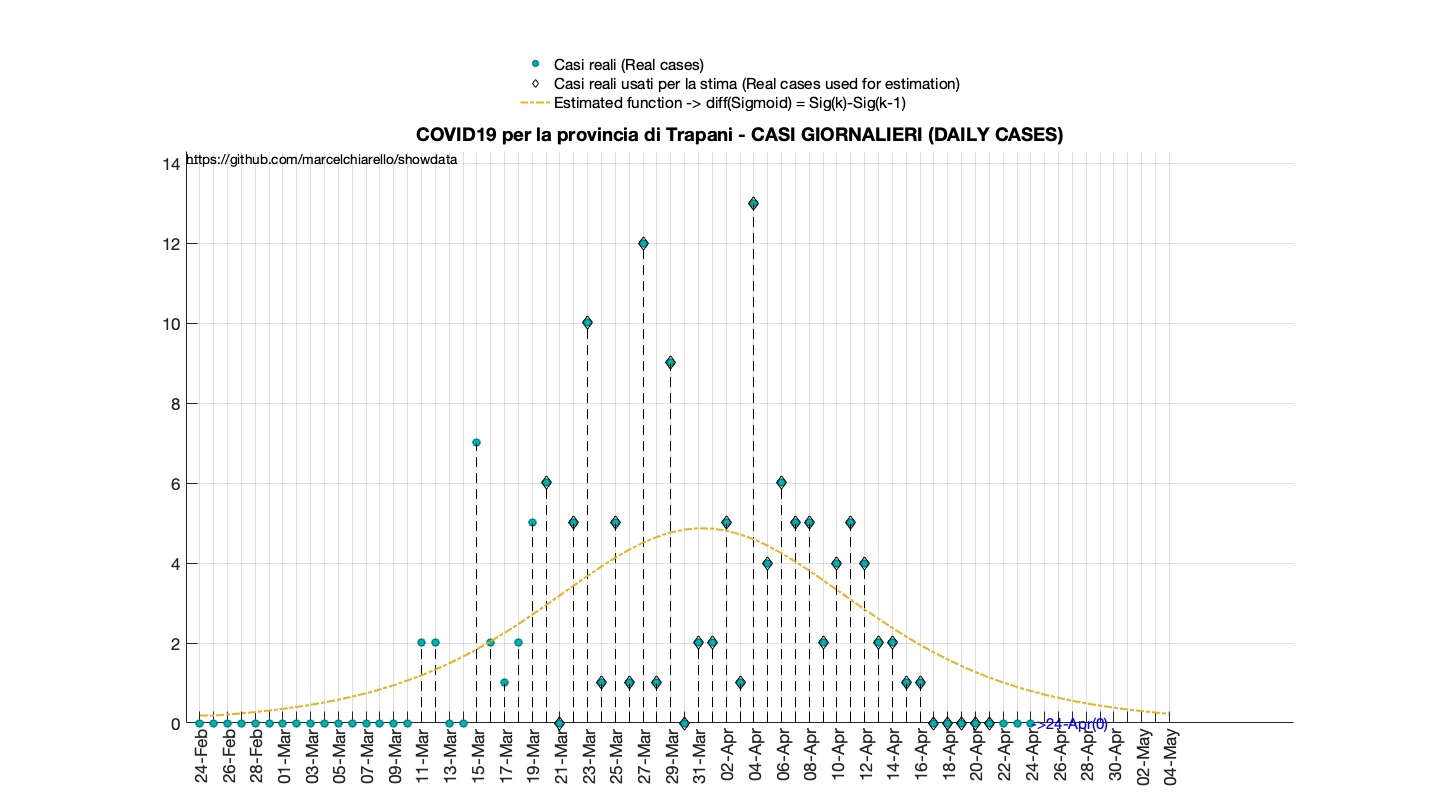 Casi reali (Real cases)
Casi reali usati per la stima (Real cases used for estimation)
Estimated function -> diff(Sigmoid) = Sig(k)-Sig(k-1)
COVID19 per la provincia di Trapani - CASI GIORNALIERI (DAILY CASES)
https://github.com/marcelchiarello/showdata
14
12
10
8
6
4
2
0
->24-Apr(0)
24-Feb
26-Feb
28-Feb
01-Mar
03-Mar
05-Mar
07-Mar
09-Mar
11-Mar
13-Mar
15-Mar
17-Mar
19-Mar
21-Mar
23-Mar
25-Mar
27-Mar
29-Mar
31-Mar
02-Apr
04-Apr
06-Apr
08-Apr
10-Apr
12-Apr
14-Apr
16-Apr
18-Apr
20-Apr
22-Apr
24-Apr
26-Apr
28-Apr
30-Apr
02-May
04-May